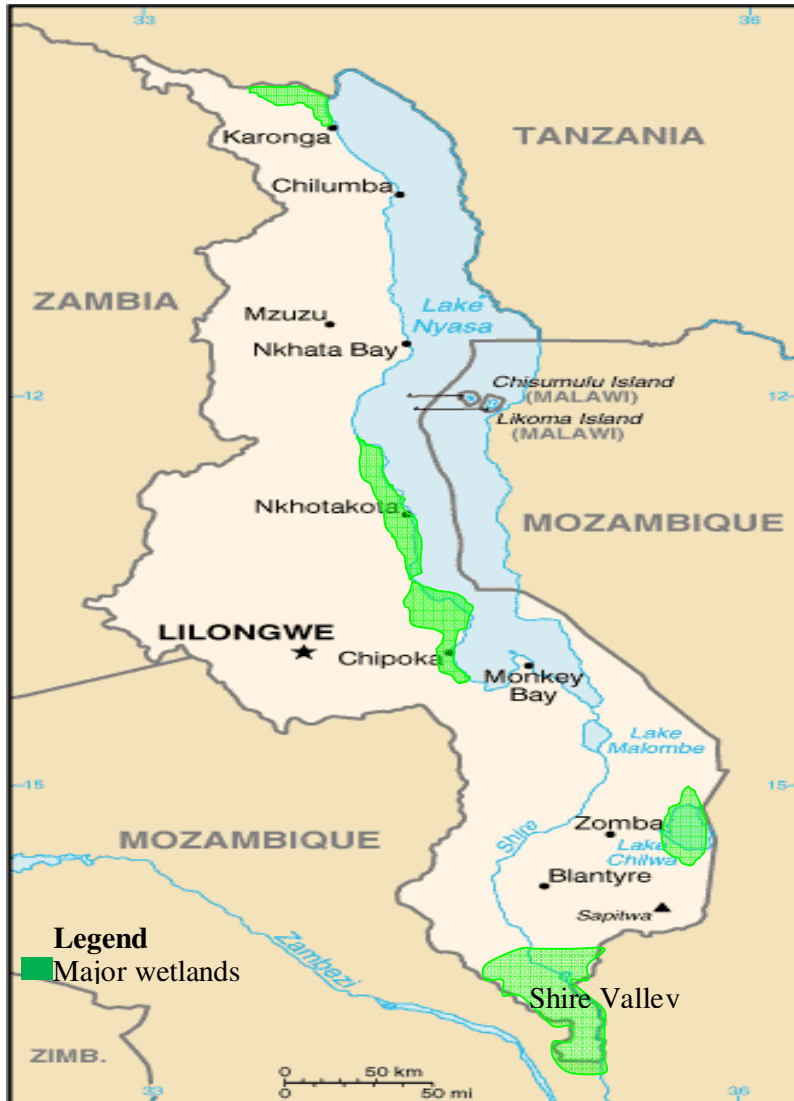 33
36
TANZANIA
Karonga
Chilumba
ZAMBIA
Lake
Nyasa
Mzuzu
Nkhata Bay
12
Chisumulu Island
(MALAWI)
12
Likoma Island
(MALAWI)
Nkhotakota
MOZAMBIQUE
LILONGWE
Chipoka
Monkey
Bay
Lake
Malombe
15
15
MOZAMBIQUE
Shire
Zomba
Lake
Chilwa
Blantyre
Sapitwa
Legend
Major wetlands
Zambezi
Shire Valley
ZIMB.
0 50 km
0 50 mi
33
36